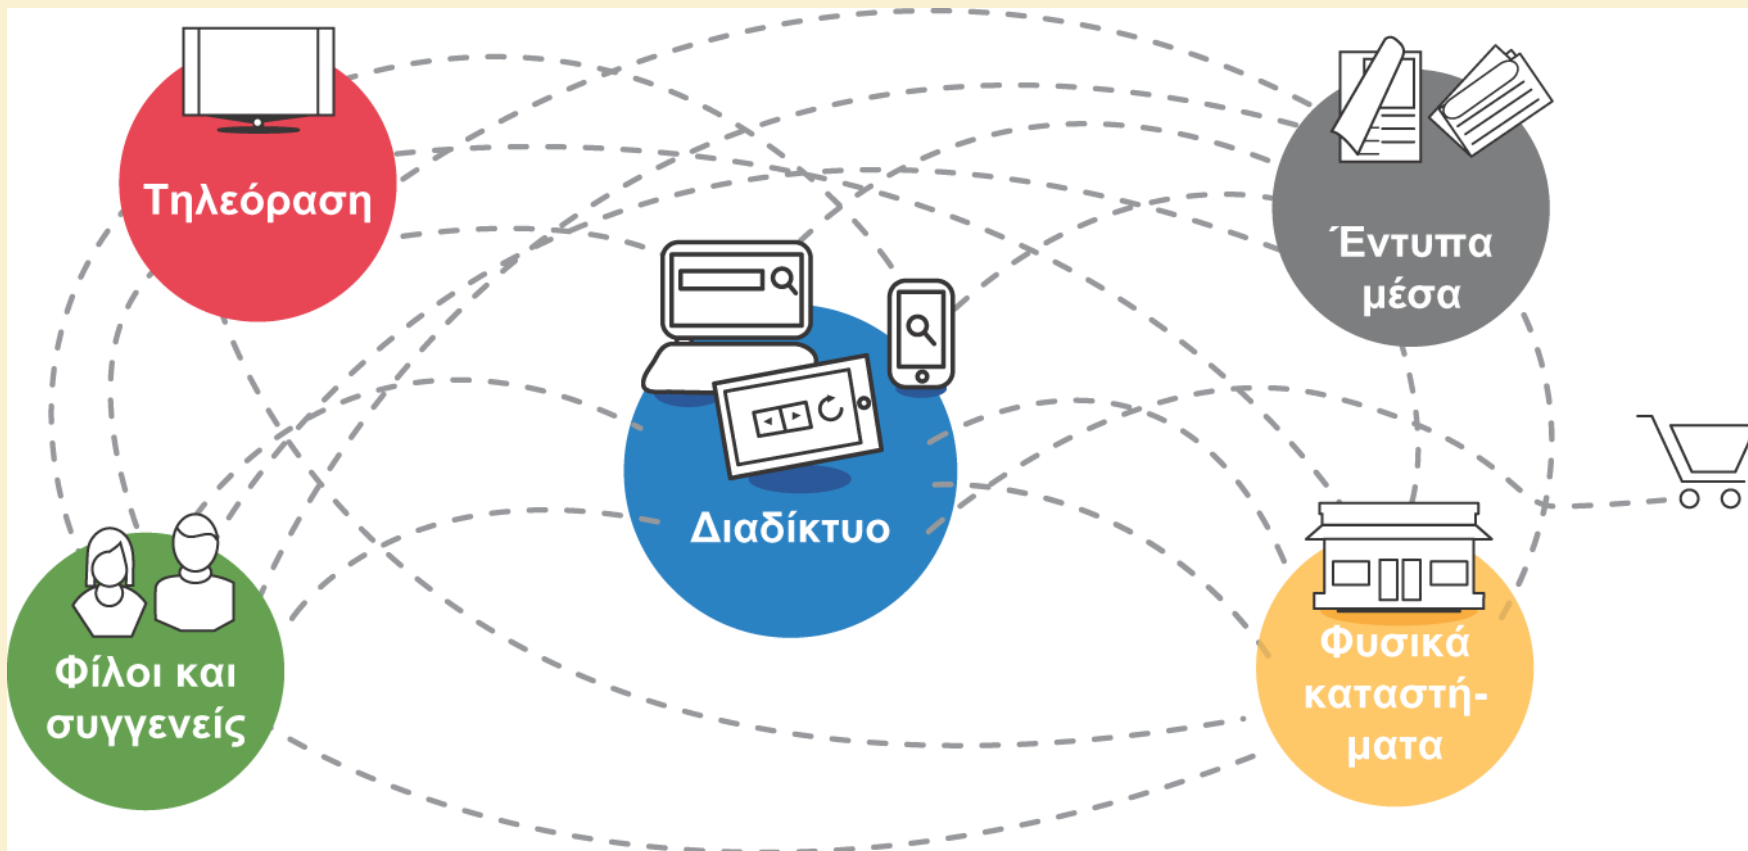 Τηλεόραση
Έντυπα
μέσα
Διαδίκτυο
Φίλοι και
συγγενείς
Φυσικά
καταστή-
ματα